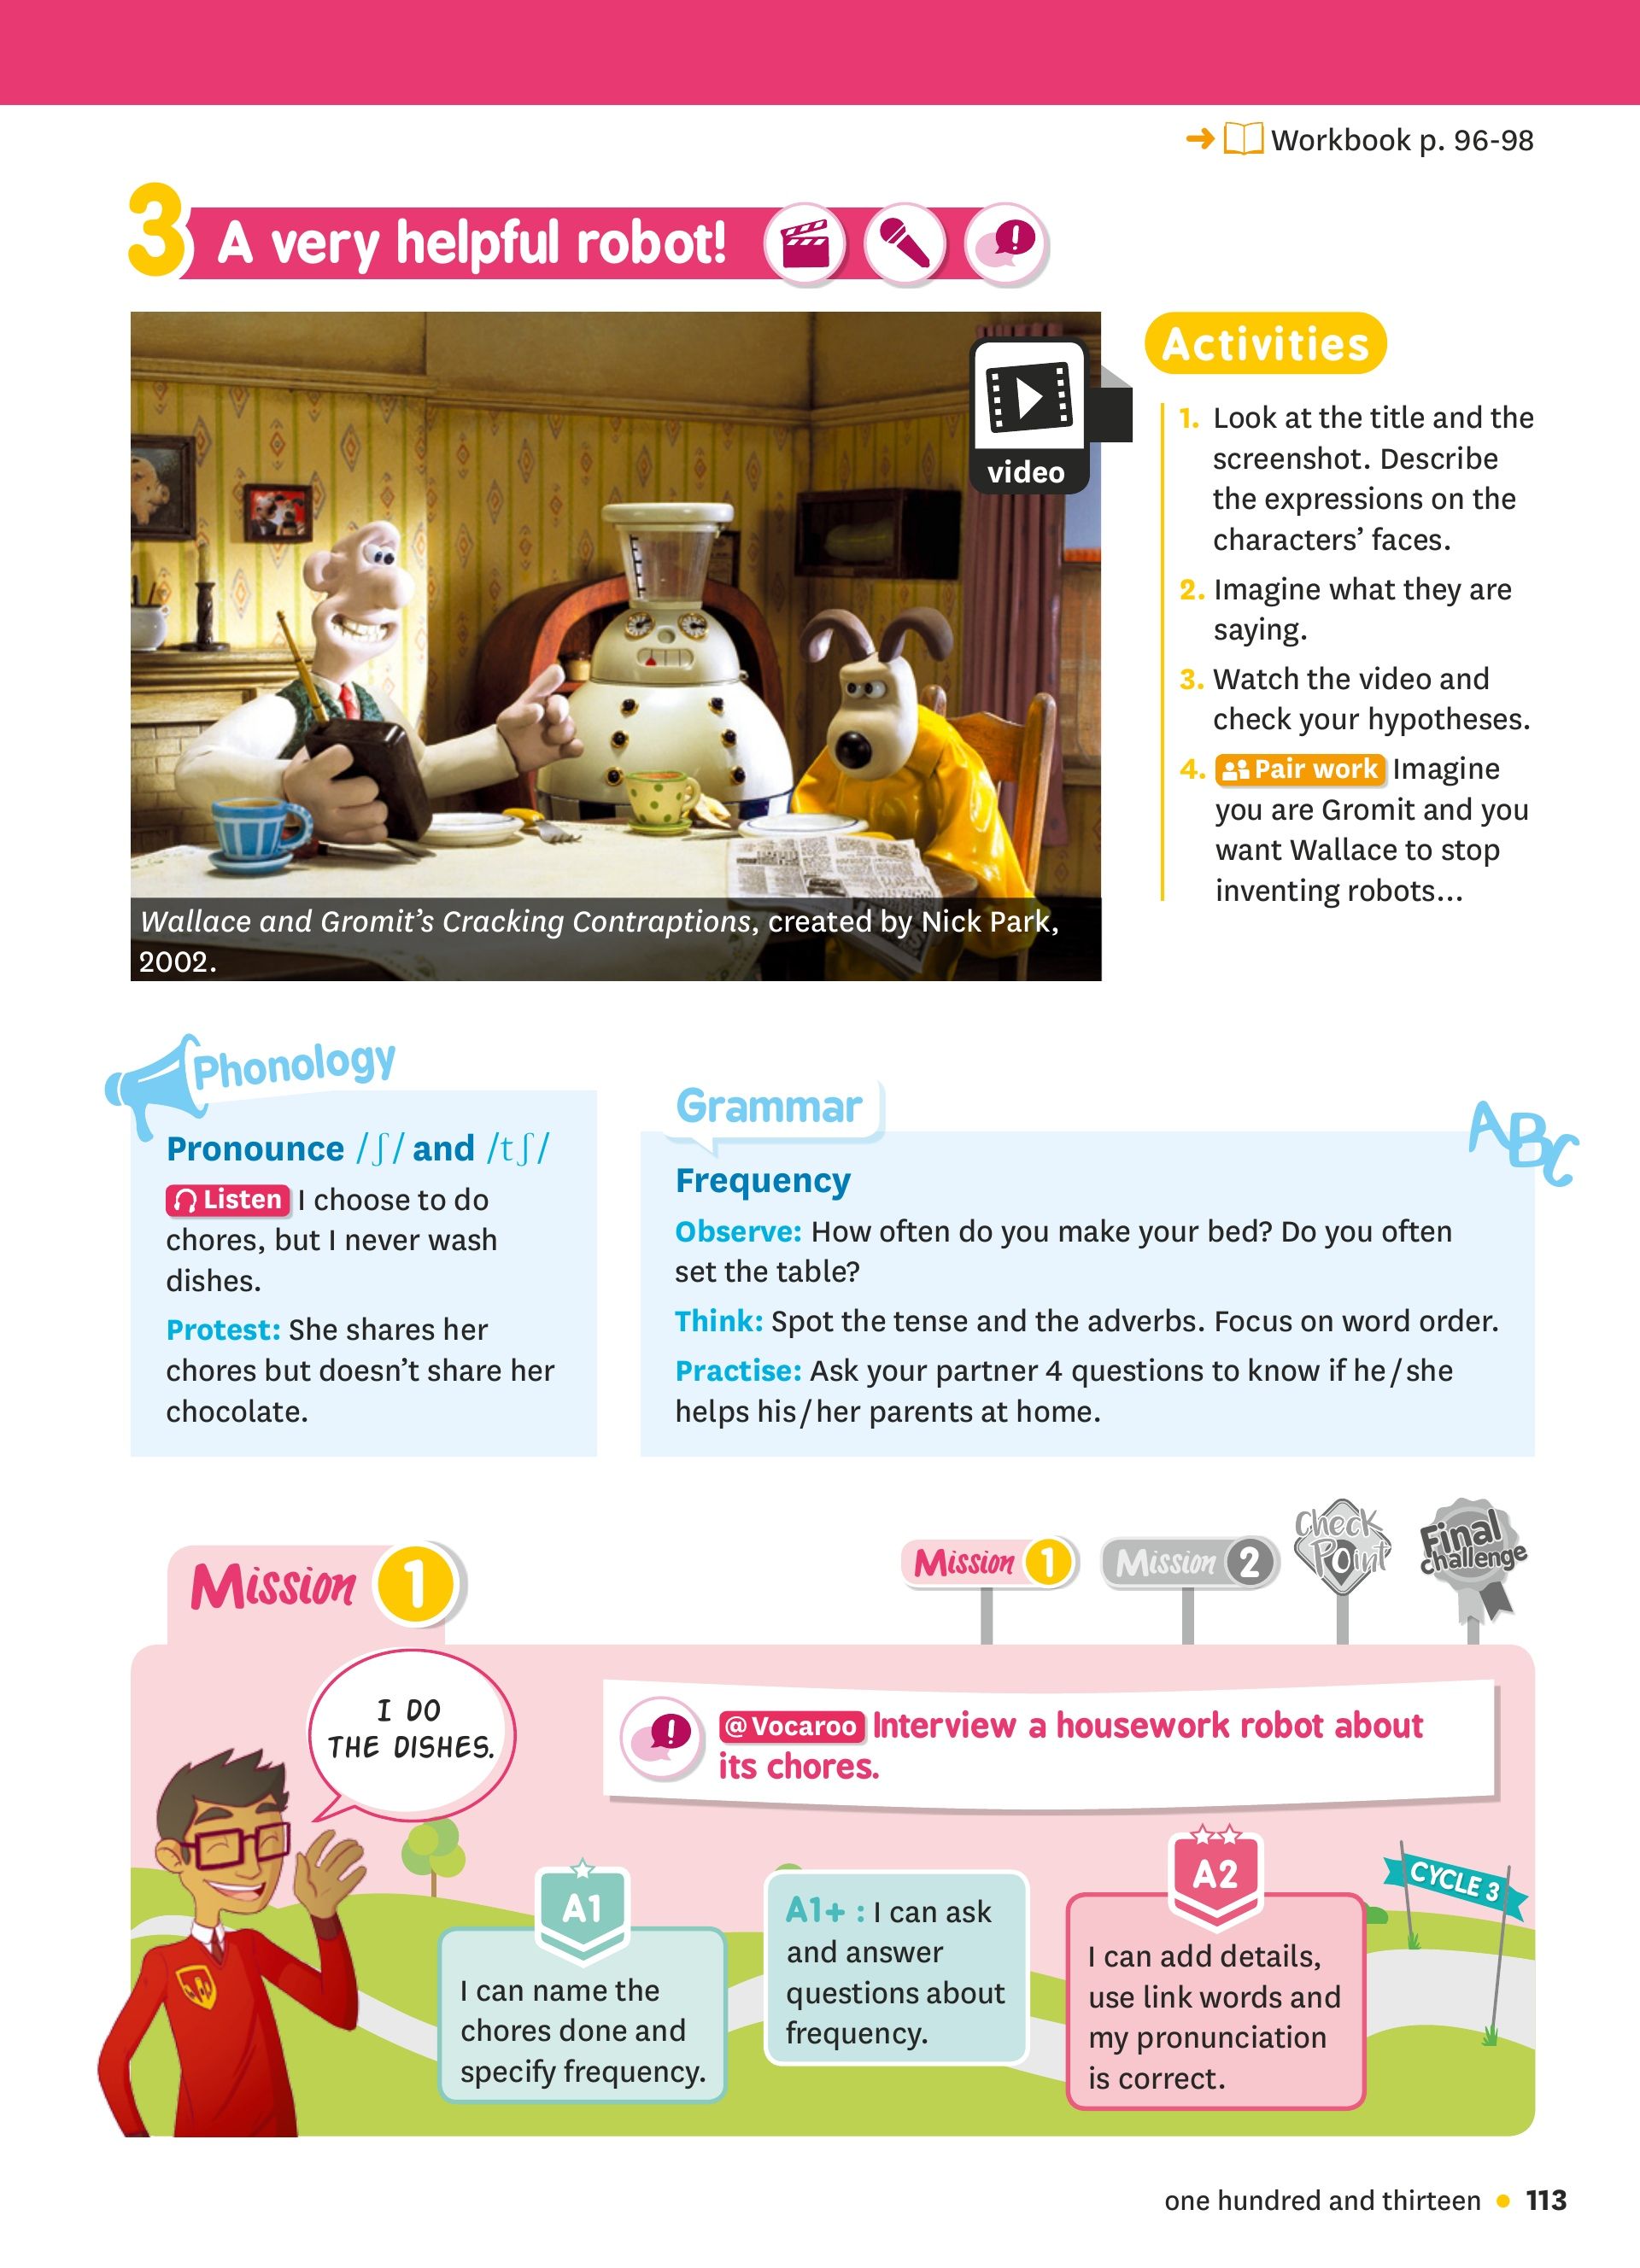 Workbook p. 96-98
3 A very helpful robot!
video
Wallace and Gromit's Cracking Contraptions, created by Nick Park,
2002.
Activities
1. Look at the title and the
screenshot. Describe
the expressions on the
characters' faces.
2. Imagine what they are
saying.
3. Watch the video and
check your hypotheses.
4. Pair work Imagine
you are Gromit and you
want Wallace to stop
inventing robots...
Phonology
Pronounce /ʃ/ and /tʃ/
Listen I choose to do
chores, but I never wash
dishes.
Protest: She shares her
chores but doesn't share her
chocolate.
Grammar
ABC
Frequency
Observe: How often do you make your bed? Do you often
set the table?
Think: Spot the tense and the adverbs. Focus on word order.
Practise: Ask your partner 4 questions to know if he/she
helps his/her parents at home.
Mission 1
Mission 1
Mission 2
Check
Point
Final
challenge
I DO
THE DISHES.
@Vocaroo Interview a housework robot about
its chores.
A1
I can name the
chores done and
specify frequency.
A1+ : I can ask
and answer
questions about
frequency.
A2
I can add details,
use link words and
my pronunciation
is correct.
CYCLE 3
one hundred and thirteen • 113